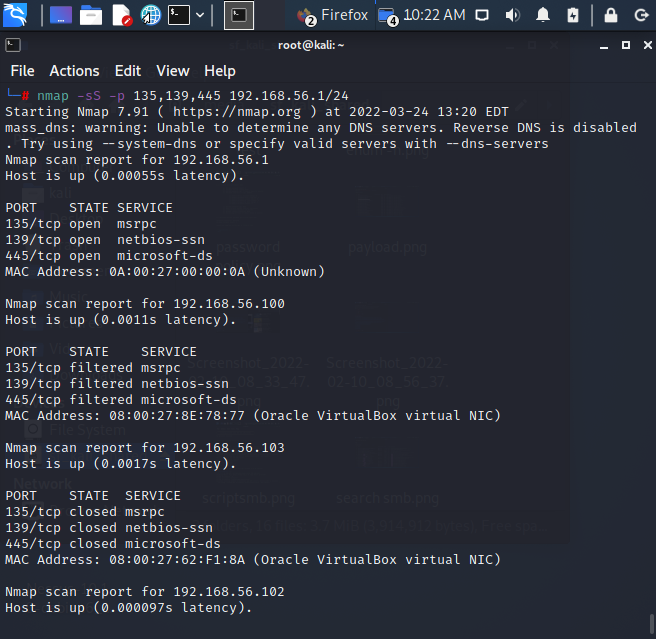 2 Firefox 4 10:22 AM
root@kali: ~
File Actions Edit View Help
└─# nmap -sS -p 135,139,445 192.168.56.1/24
Starting Nmap 7.91 ( https://nmap.org ) at 2022-03-24 13:20 EDT
mass_dns: warning: Unable to determine any DNS servers. Reverse DNS is disabled
. Try using --system-dns or specify valid servers with --dns-servers
Nmap scan report for 192.168.56.1
Host is up (0.00055s latency).
PORT STATE SERVICE
135/tcp open msrpc
139/tcp open netbios-ssn
445/tcp open microsoft-ds
MAC Address: 0A:00:27:00:00:0A (Unknown)
Nmap scan report for 192.168.56.100
Host is up (0.0011s latency).
PORT STATE SERVICE
135/tcp filtered msrpc
139/tcp filtered netbios-ssn
445/tcp filtered microsoft-ds
MAC Address: 08:00:27:8E:78:77 (Oracle VirtualBox virtual NIC)
Nmap scan report for 192.168.56.103
Host is up (0.0017s latency).
PORT STATE SERVICE
135/tcp closed msrpc
139/tcp closed netbios-ssn
445/tcp closed microsoft-ds
MAC Address: 08:00:27:62:F1:8A (Oracle VirtualBox virtual NIC)
Nmap scan report for 192.168.56.102
Host is up (0.000097s latency).
password
payload.png
File System
Network
scriptsmb.png